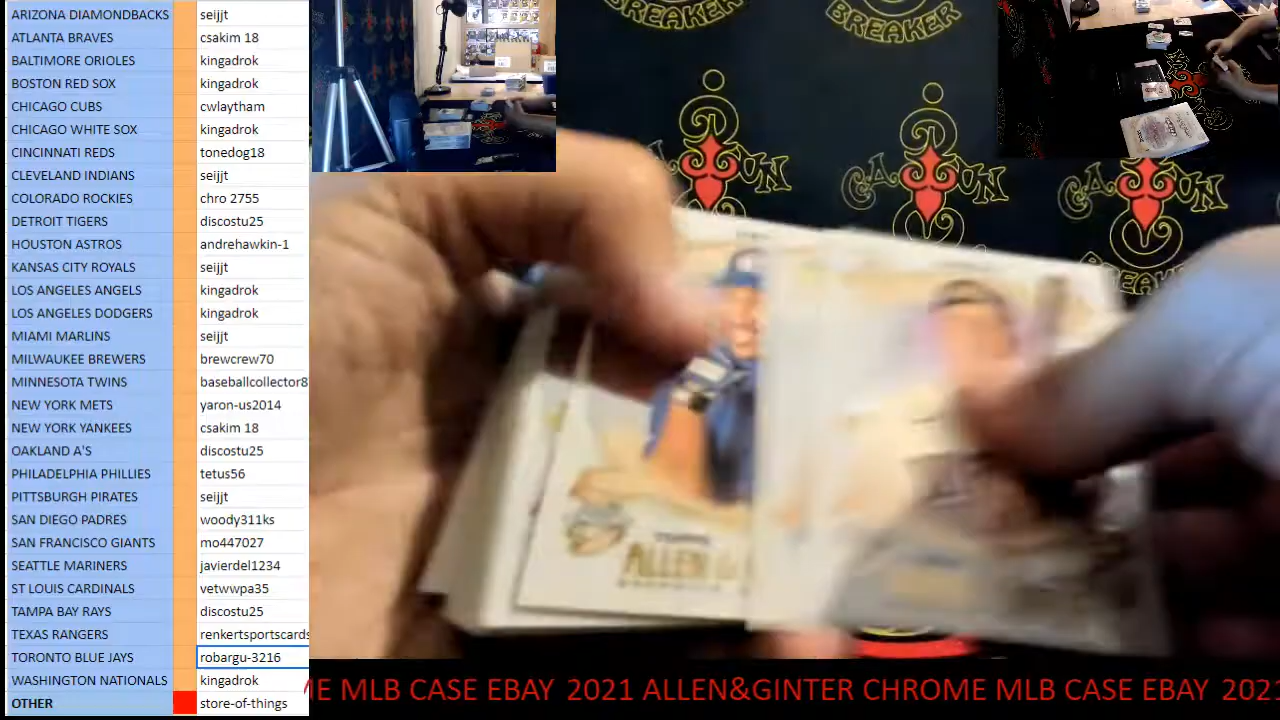 ARIZONA DIAMONDBACKS seijjt
ATLANTA BRAVES csakim 18
BALTIMORE ORIOLES kingadrok
BOSTON RED SOX kingadrok
CHICAGO CUBS cwlaytham
CHICAGO WHITE SOX kingadrok
CINCINNATI REDS tonedog18
CLEVELAND INDIANS seijjt
COLORADO ROCKIES chro 2755
DETROIT TIGERS discostu25
HOUSTON ASTROS andrehawkin-1
KANSAS CITY ROYALS seijjt
LOS ANGELES ANGELS kingadrok
LOS ANGELES DODGERS kingadrok
MIAMI MARLINS seijjt
MILWAUKEE BREWERS brewcrew70
MINNESOTA TWINS baseballcollector8
NEW YORK METS yaron-us2014
NEW YORK YANKEES csakim 18
OAKLAND A'S discostu25
PHILADELPHIA PHILLIES tetus56
PITTSBURGH PIRATES seijjt
SAN DIEGO PADRES woody311ks
SAN FRANCISCO GIANTS mo447027
SEATTLE MARINERS javierdel1234
ST LOUIS CARDINALS vetwwpa35
TAMPA BAY RAYS discostu25
TEXAS RANGERS renkertsportscards
TORONTO BLUE JAYS robargu-3216
WASHINGTON NATIONALS kingadrok
OTHER store-of-things
BREAKER
BREAKER
CAJUN
BREAKER
TOPPS
ALLEN
ME MLB CASE EBAY 2021 ALLEN&GINTER CHROME MLB CASE EBAY 2021